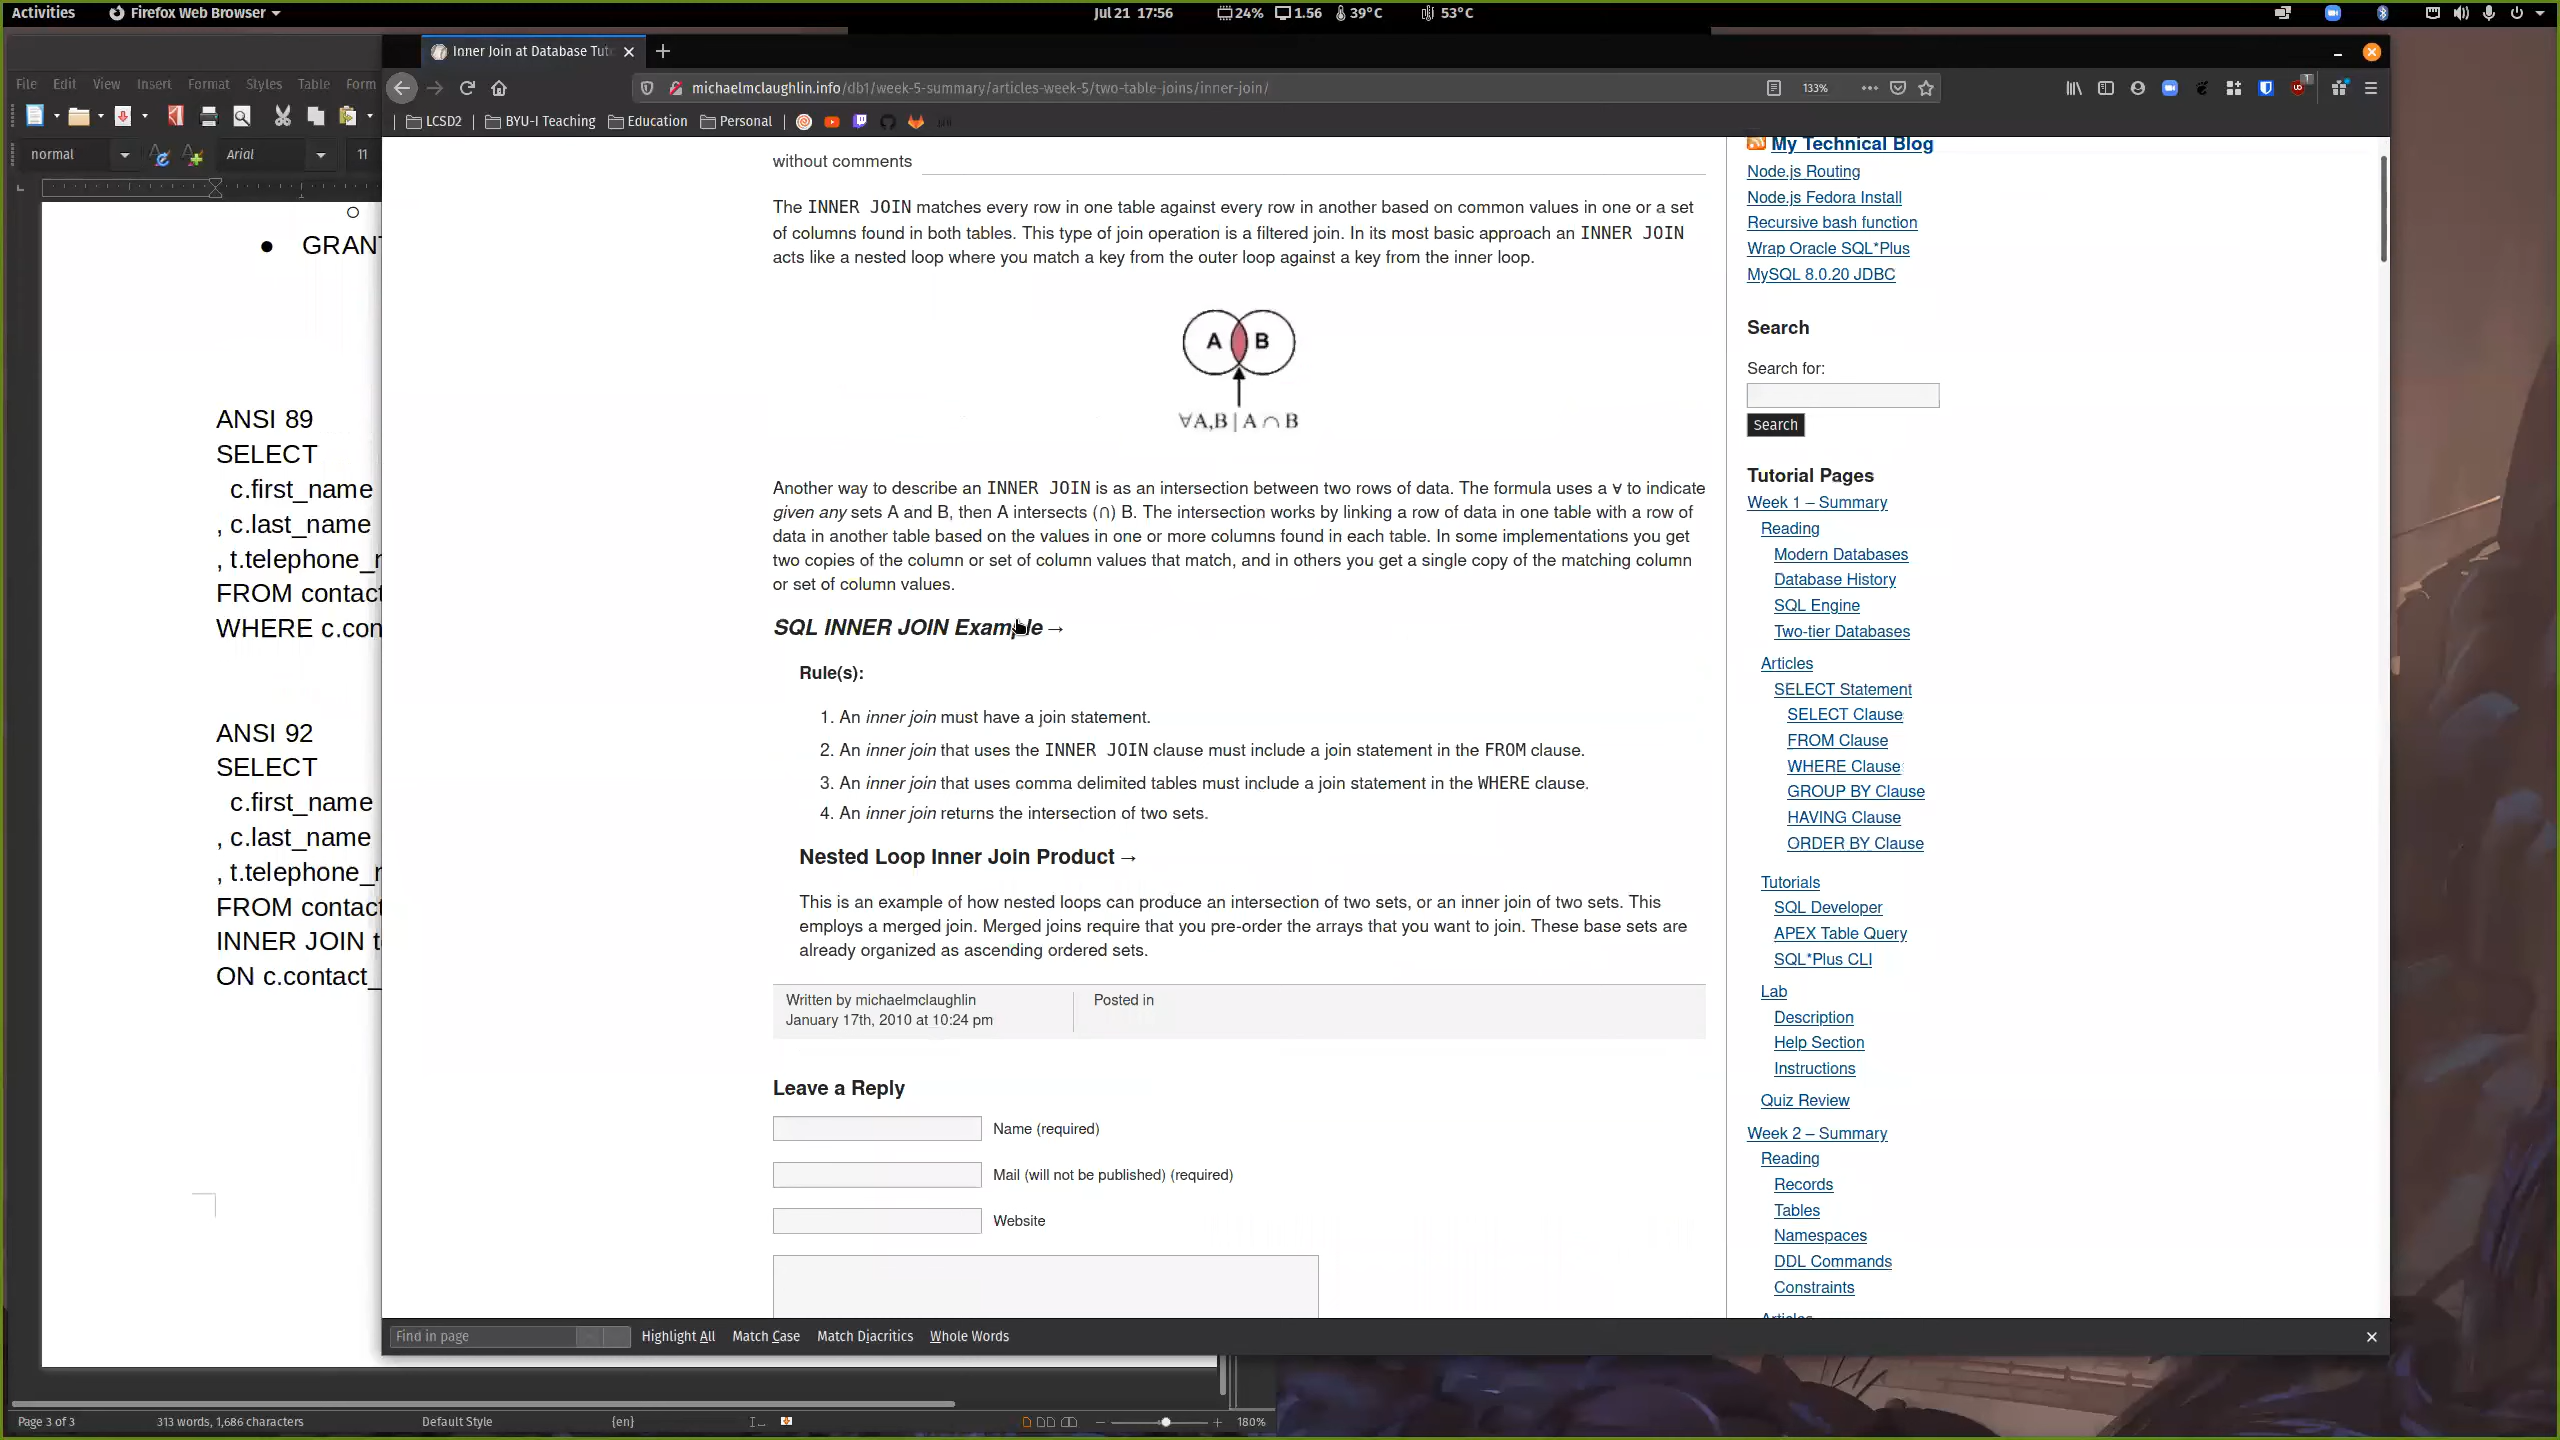 Activities
Firefox Web Browser
Jul 21 17:56
24% 1.56 39°C 53°C
File Edit View Insert Format Styles Table Form
normal
Arial
11
GRANT
ANSI 89
SELECT
c.first_name
, c.last_name
, t.telephone_n
FROM contact
WHERE c.con
ANSI 92
SELECT
c.first_name
, c.last_name
, t.telephone_n
FROM contact
INNER JOIN t
ON c.contact_
Page 3 of 3
313 words, 1,686 characters
Default Style
{en}
180%
Inner Join at Database Tut
michaelmclaughlin.info/db1/week-5-summary/articles-week-5/two-table-joins/inner-join/
133%
1
LCSD2
BYU-I Teaching
Education
Personal
without comments
The INNER JOIN matches every row in one table against every row in another based on common values in one or a set
of columns found in both tables. This type of join operation is a filtered join. In its most basic approach an INNER JOIN
acts like a nested loop where you match a key from the outer loop against a key from the inner loop.
A B
∀A,B | A ∩ B
Another way to describe an INNER JOIN is as an intersection between two rows of data. The formula uses a ∀ to indicate
given any sets A and B, then A intersects (∩) B. The intersection works by linking a row of data in one table with a row of
data in another table based on the values in one or more columns found in each table. In some implementations you get
two copies of the column or set of column values that match, and in others you get a single copy of the matching column
or set of column values.
SQL INNER JOIN Example →
Rule(s):
1. An inner join must have a join statement.
2. An inner join that uses the INNER JOIN clause must include a join statement in the FROM clause.
3. An inner join that uses comma delimited tables must include a join statement in the WHERE clause.
4. An inner join returns the intersection of two sets.
Nested Loop Inner Join Product →
This is an example of how nested loops can produce an intersection of two sets, or an inner join of two sets. This
employs a merged join. Merged joins require that you pre-order the arrays that you want to join. These base sets are
already organized as ascending ordered sets.
Written by michaelmclaughlin
January 17th, 2010 at 10:24 pm
Posted in
Leave a Reply
Name (required)
Mail (will not be published) (required)
Website
My Technical Blog
Node.js Routing
Node.js Fedora Install
Recursive bash function
Wrap Oracle SQL*Plus
MySQL 8.0.20 JDBC
Search
Search for:
Search
Tutorial Pages
Week 1 – Summary
Reading
Modern Databases
Database History
SQL Engine
Two-tier Databases
Articles
SELECT Statement
SELECT Clause
FROM Clause
WHERE Clause
GROUP BY Clause
HAVING Clause
ORDER BY Clause
Tutorials
SQL Developer
APEX Table Query
SQL*Plus CLI
Lab
Description
Help Section
Instructions
Quiz Review
Week 2 – Summary
Reading
Records
Tables
Namespaces
DDL Commands
Constraints
Articles
Find in page
Highlight All
Match Case
Match Diacritics
Whole Words